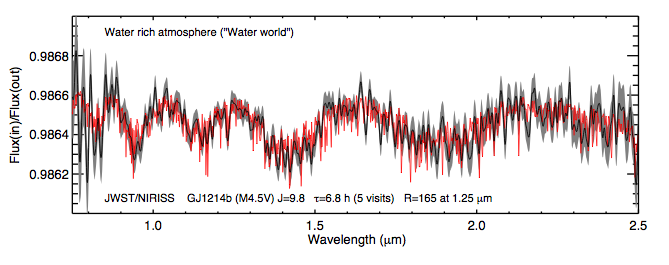 Water rich atmosphere ("Water world")
Flux(in)/Flux(out)
0.9868
0.9866
0.9864
0.9862
JWST/NIRISS GJ1214b (M4.5V) J=9.8 τ=6.8 h (5 visits) R=165 at 1.25 μm
1.0 1.5 2.0 2.5
Wavelength (μm)